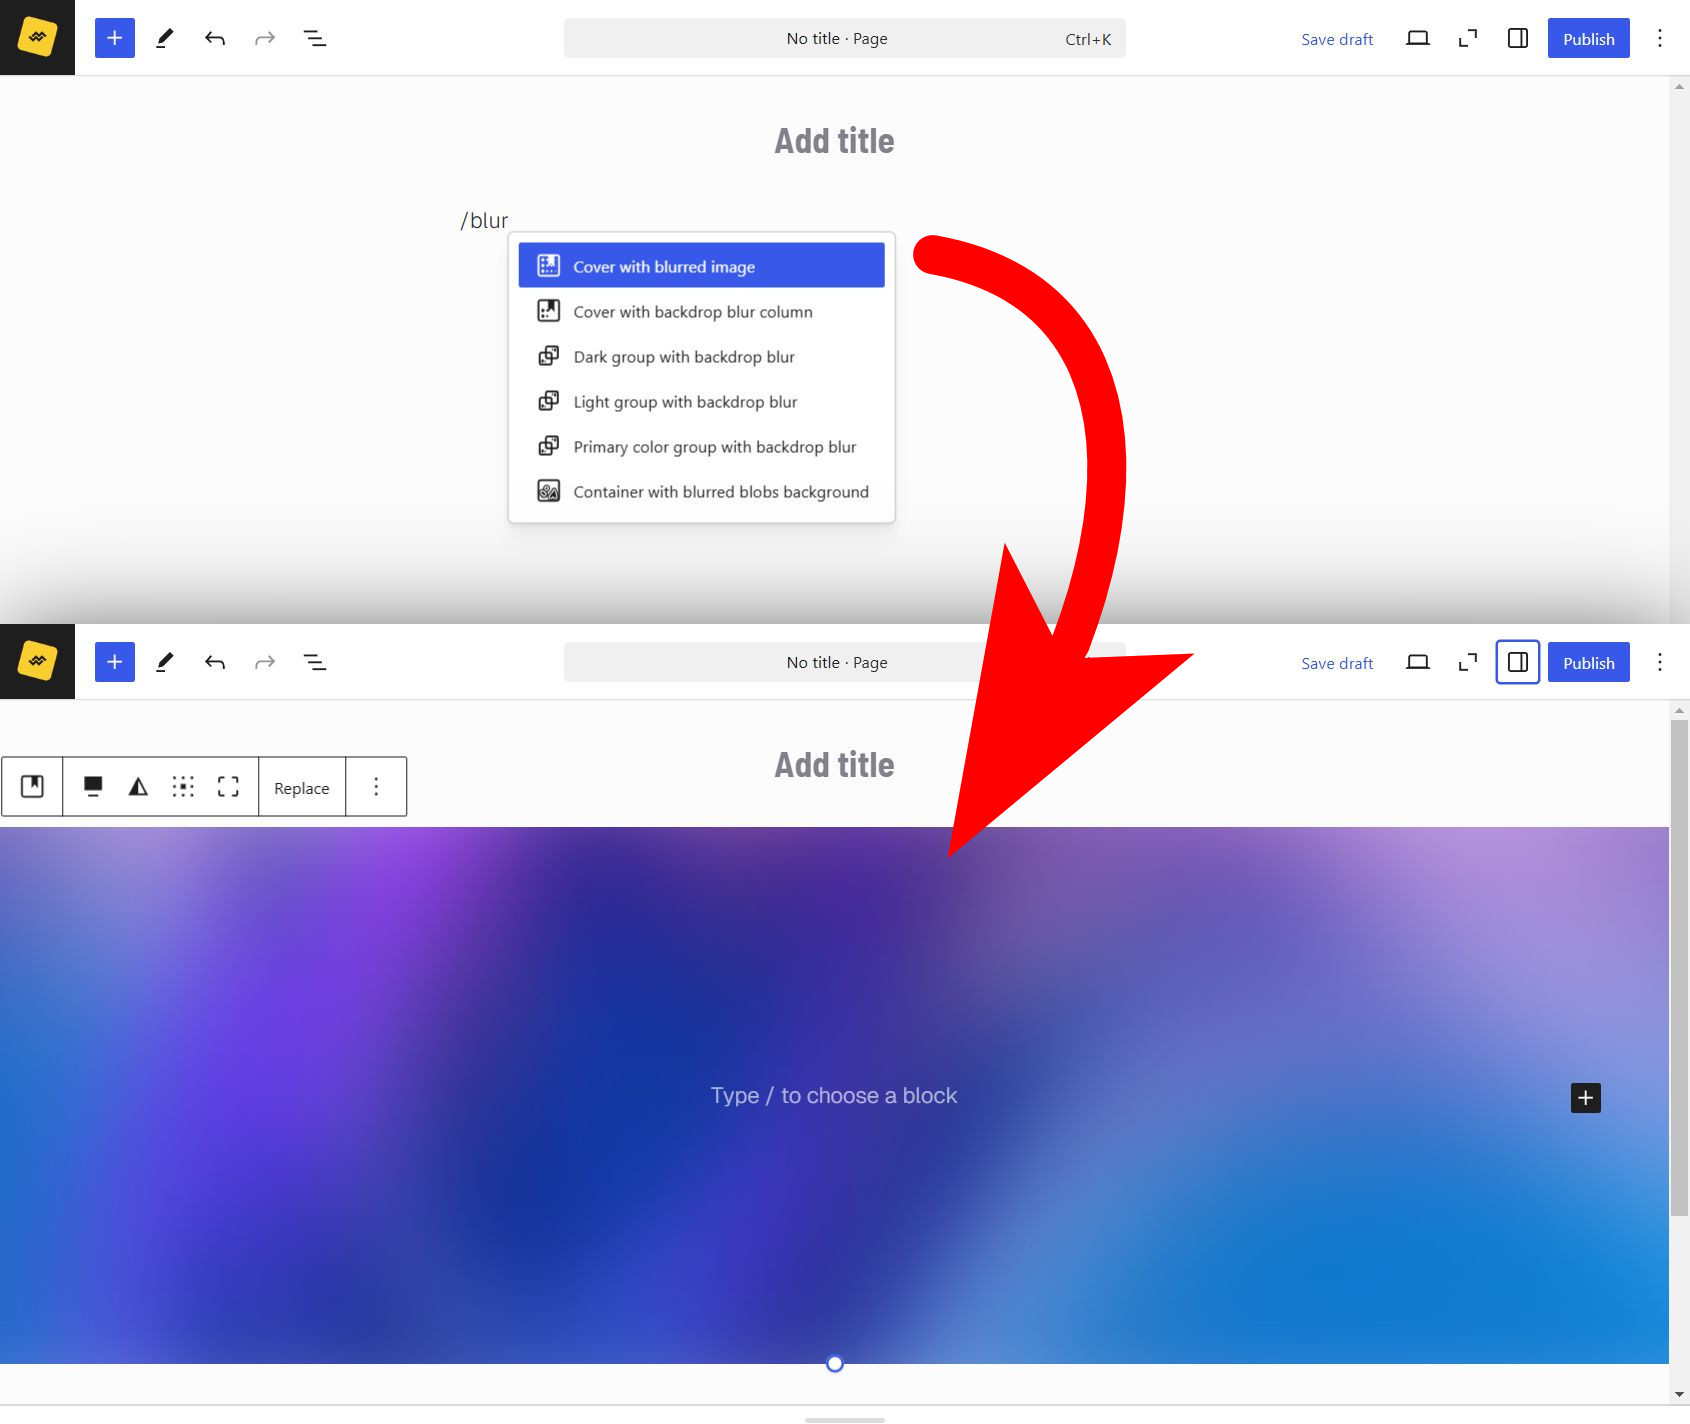 No title · Page
Ctrl+K
Save draft
Publish
Add title
/blur
Cover with blurred image
Cover with backdrop blur column
Dark group with backdrop blur
Light group with backdrop blur
Primary color group with backdrop blur
Container with blurred blobs background
No title · Page
Save draft
Publish
Add title
Replace
Type / to choose a block